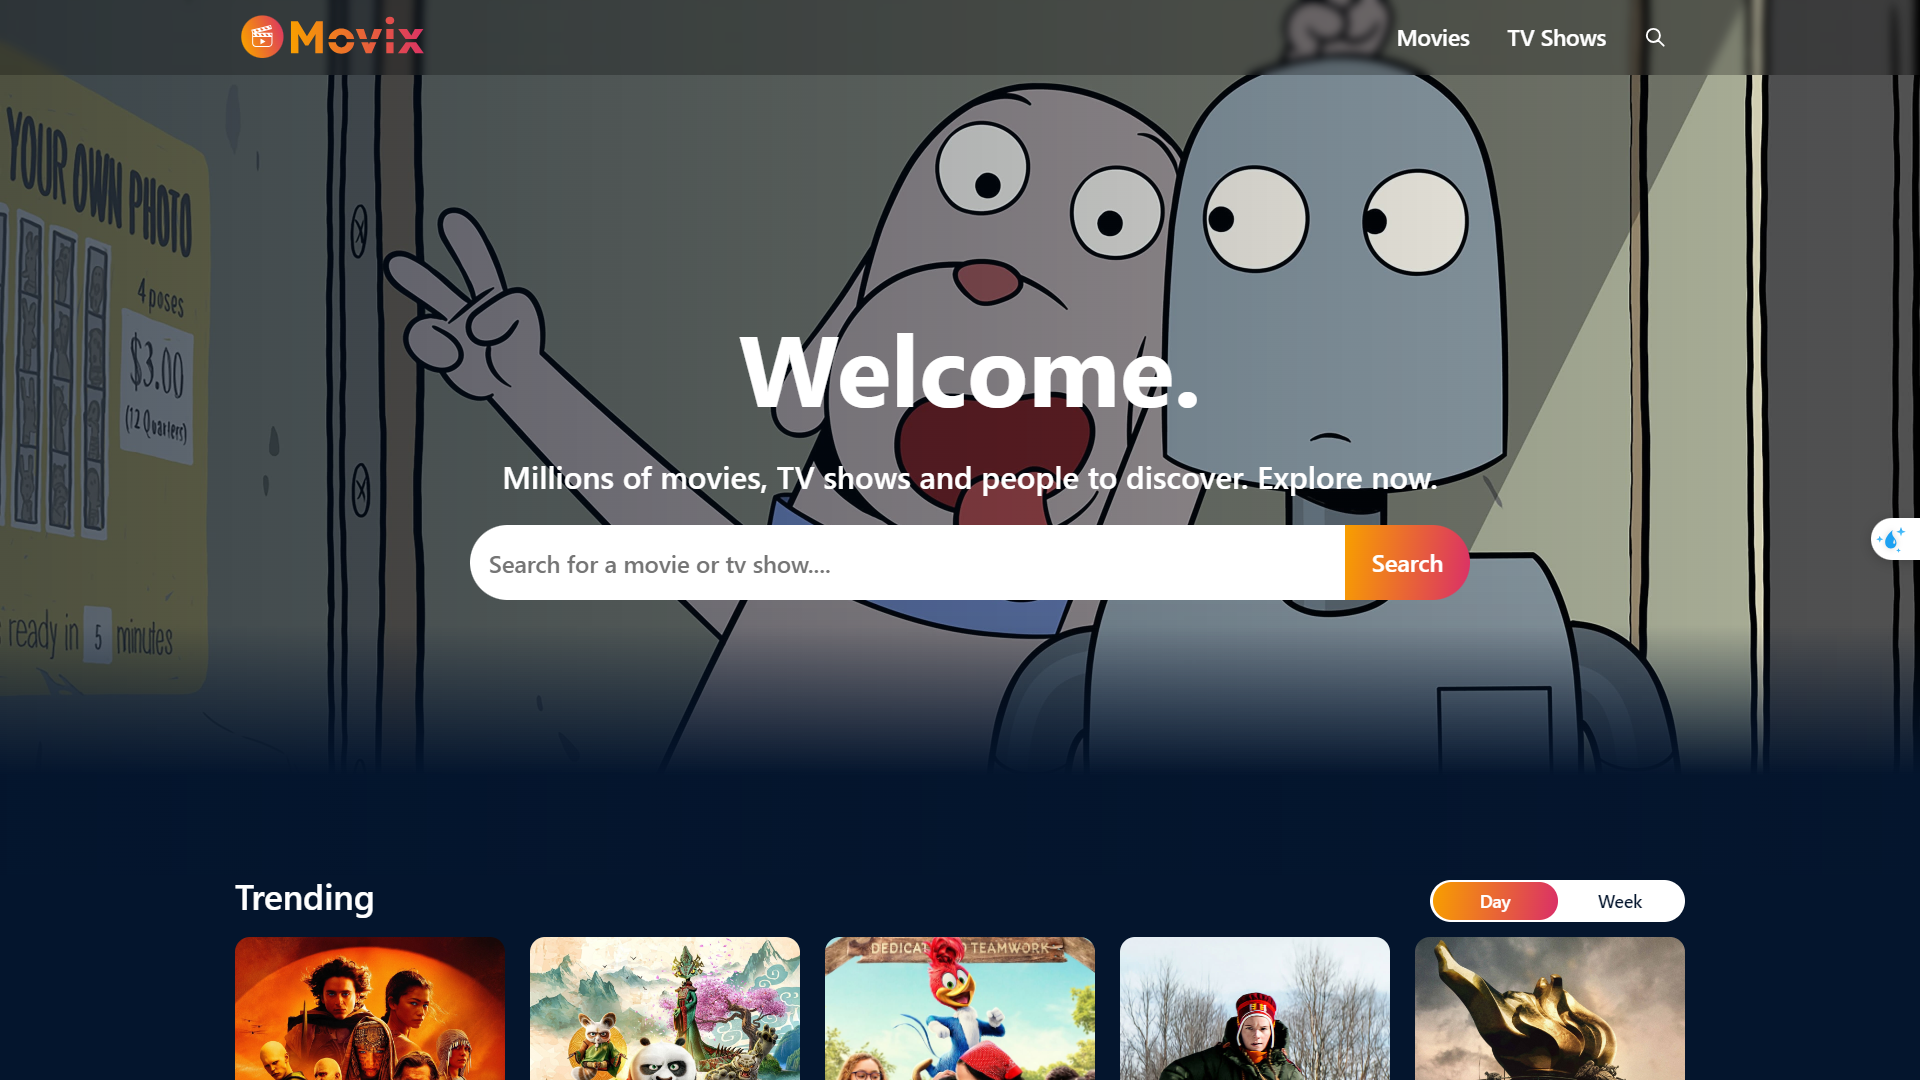 Movix
Movies
TV Shows
YOUR OWN PHOTO
4 poses
$3.00
(12 Quarters)
Welcome.
Millions of movies, TV shows and people to discover. Explore now.
Search for a movie or tv show....
Search
ready in 5 minutes
Trending
Day
Week
TEAMWORK